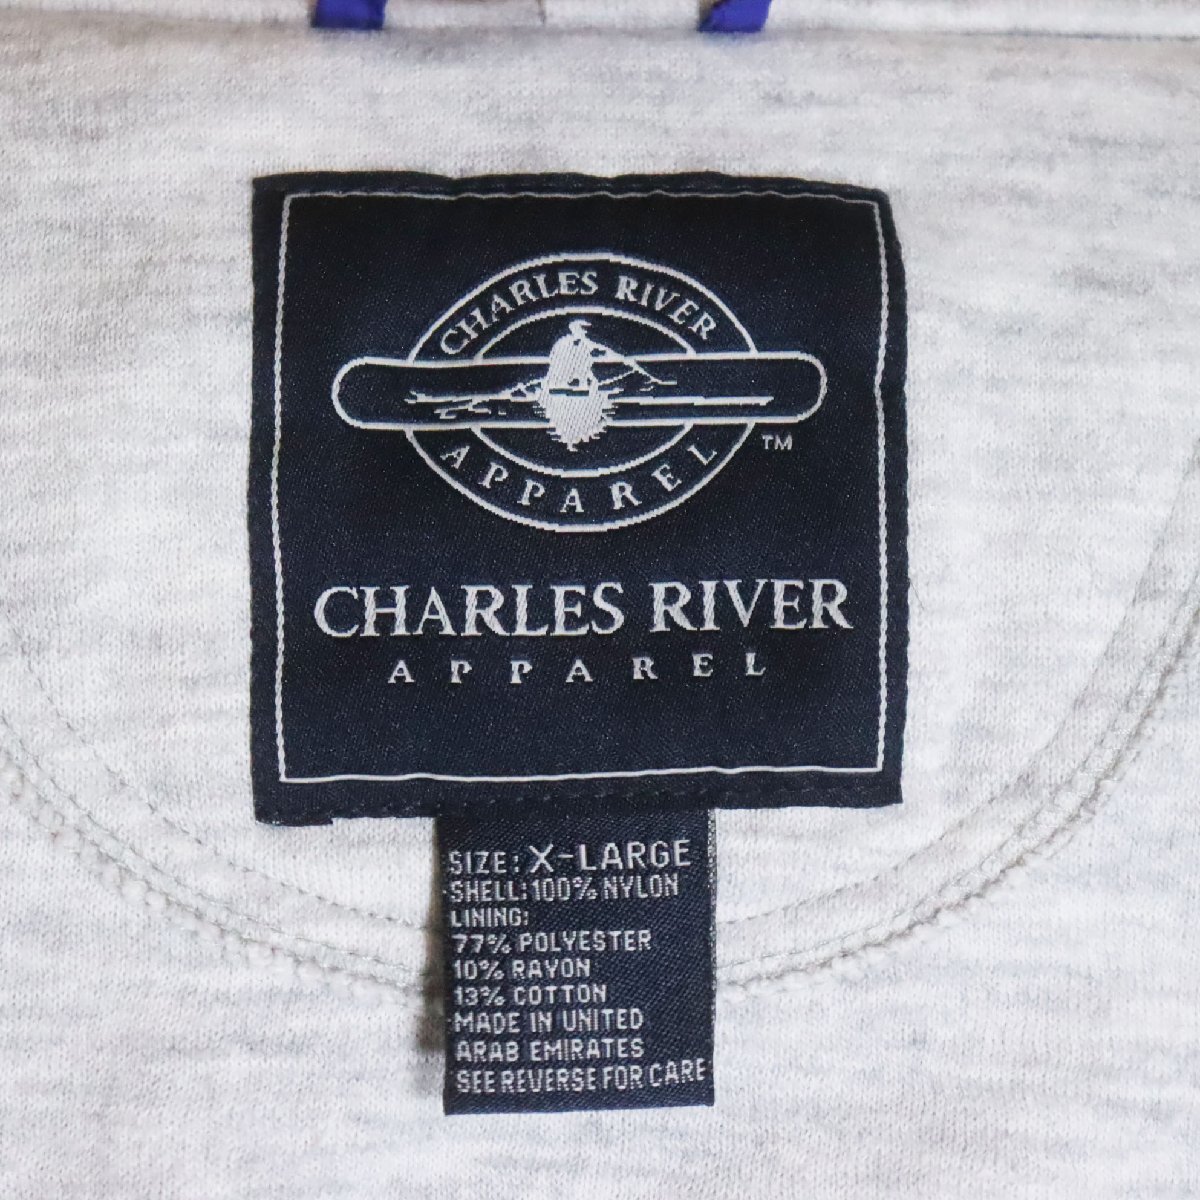 CHARLES RIVER
APPAREL
TM
CHARLES RIVER
APPAREL
SIZE: X-LARGE
SHELL: 100% NYLON
LINING:
77% POLYESTER
10% RAYON
13% COTTON
MADE IN UNITED
ARAB EMIRATES
SEE REVERSE FOR CARE